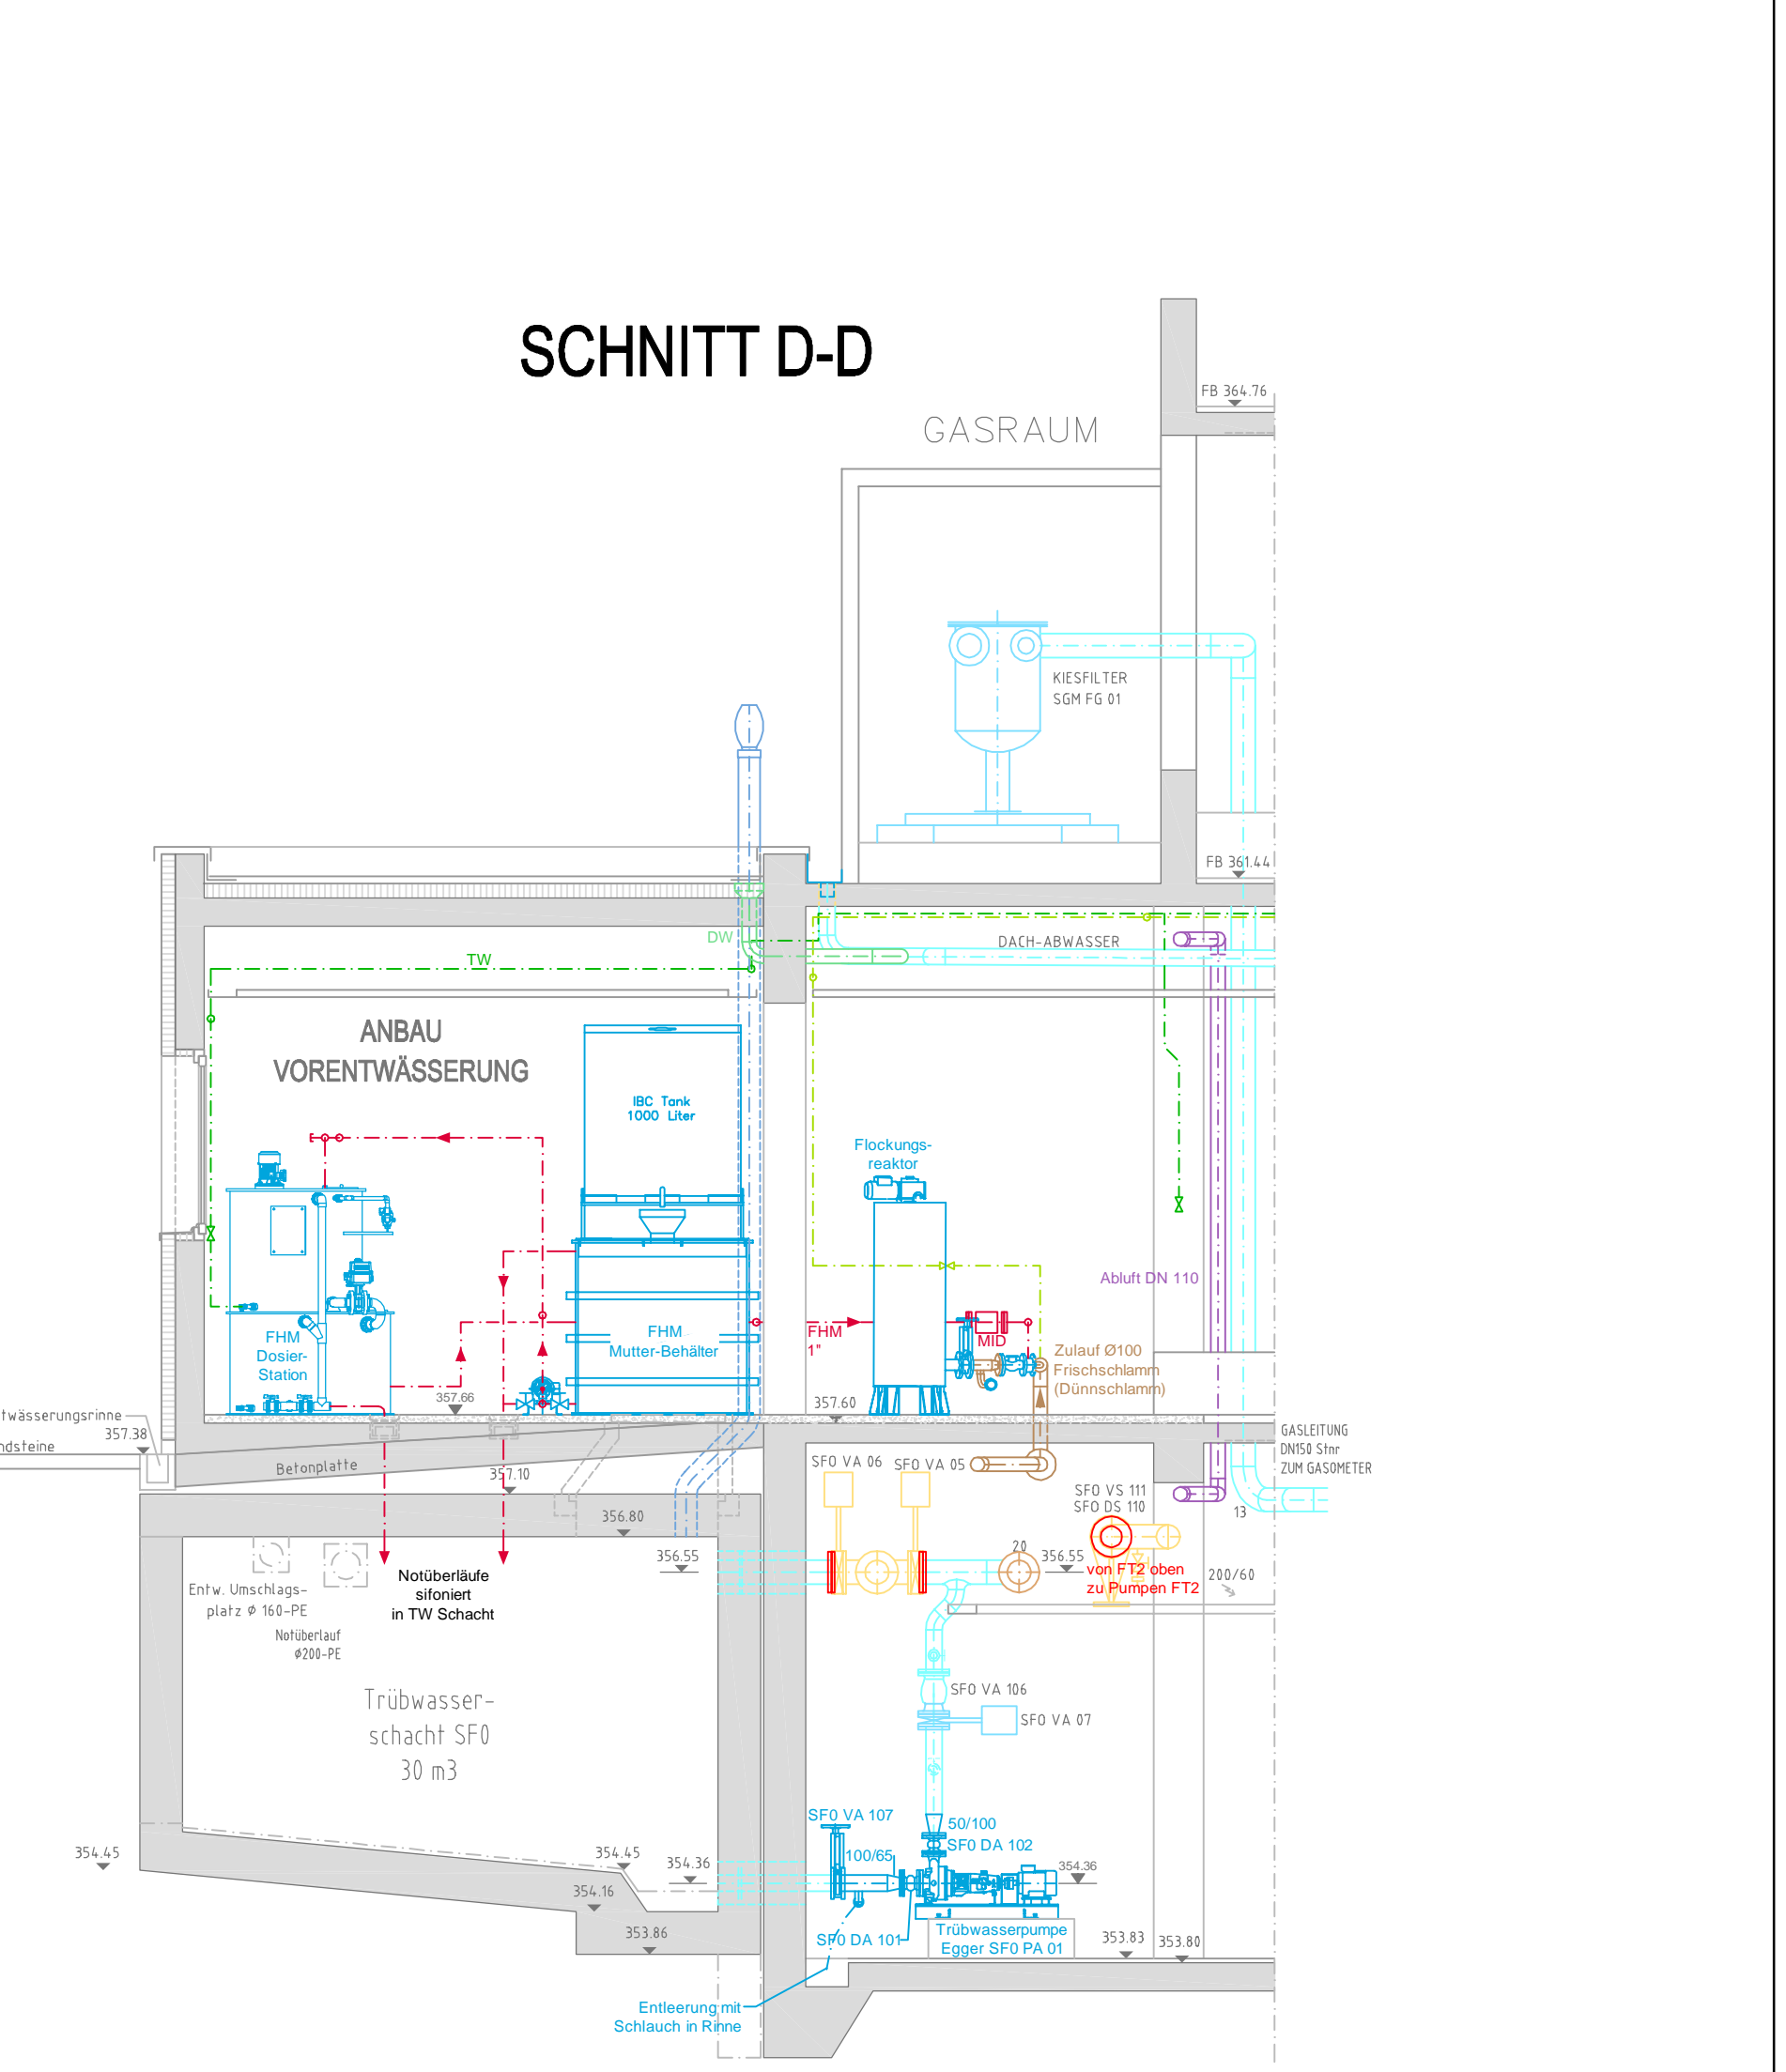 SCHNITT D-D
FB 364.76
GASRAUM
KIESFILTER
SGM FG 01
FB 361.44
DW
DACH-ABWASSER
TW
ANBAU
VORENTWÄSSERUNG
IBC Tank
1000 Liter
Flockungs-
reaktor
Abluft DN 110
FHM
Dosier-
Station
FHM
Mutter-Behälter
FHM
1"
MID
Zulauf Ø100
Frischschlamm
(Dünnschlamm)
357.66
357.60
twässerungsrinne
357.38
ndsteine
GASLEITUNG
DN150 Stnr
ZUM GASOMETER
Betonplatte
357.10
SFO VA 06
SFO VA 05
SFO VS 111
SFO DS 110
13
356.80
356.55
20
356.55
von FT2 oben
zu Pumpen FT2
200/60
Notüberläufe
sifoniert
in TW Schacht
Entw. Umschlags-
platz Ø 160-PE
Notüberlauf
Ø200-PE
Trübwasser-
schacht SF0
30 m3
SFO VA 106
SFO VA 07
SF0 VA 107
50/100
SF0 DA 102
100/65
354.45
354.45
354.36
354.36
354.16
353.86
SF0 DA 101
Trübwasserpumpe
Egger SF0 PA 01
353.83
353.80
Entleerung mit
Schlauch in Rinne